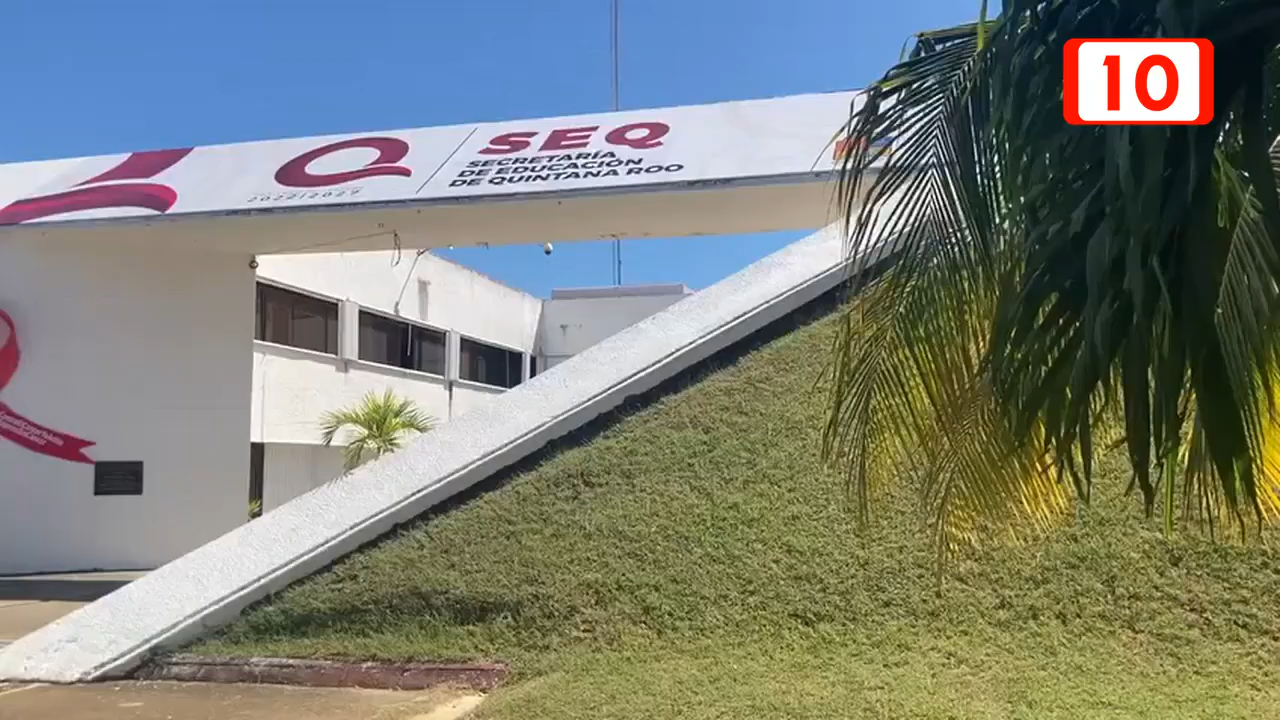 10
SEQ
SECRETARÍA
DE EDUCACIÓN
DE QUINTANA ROO
2022/2027